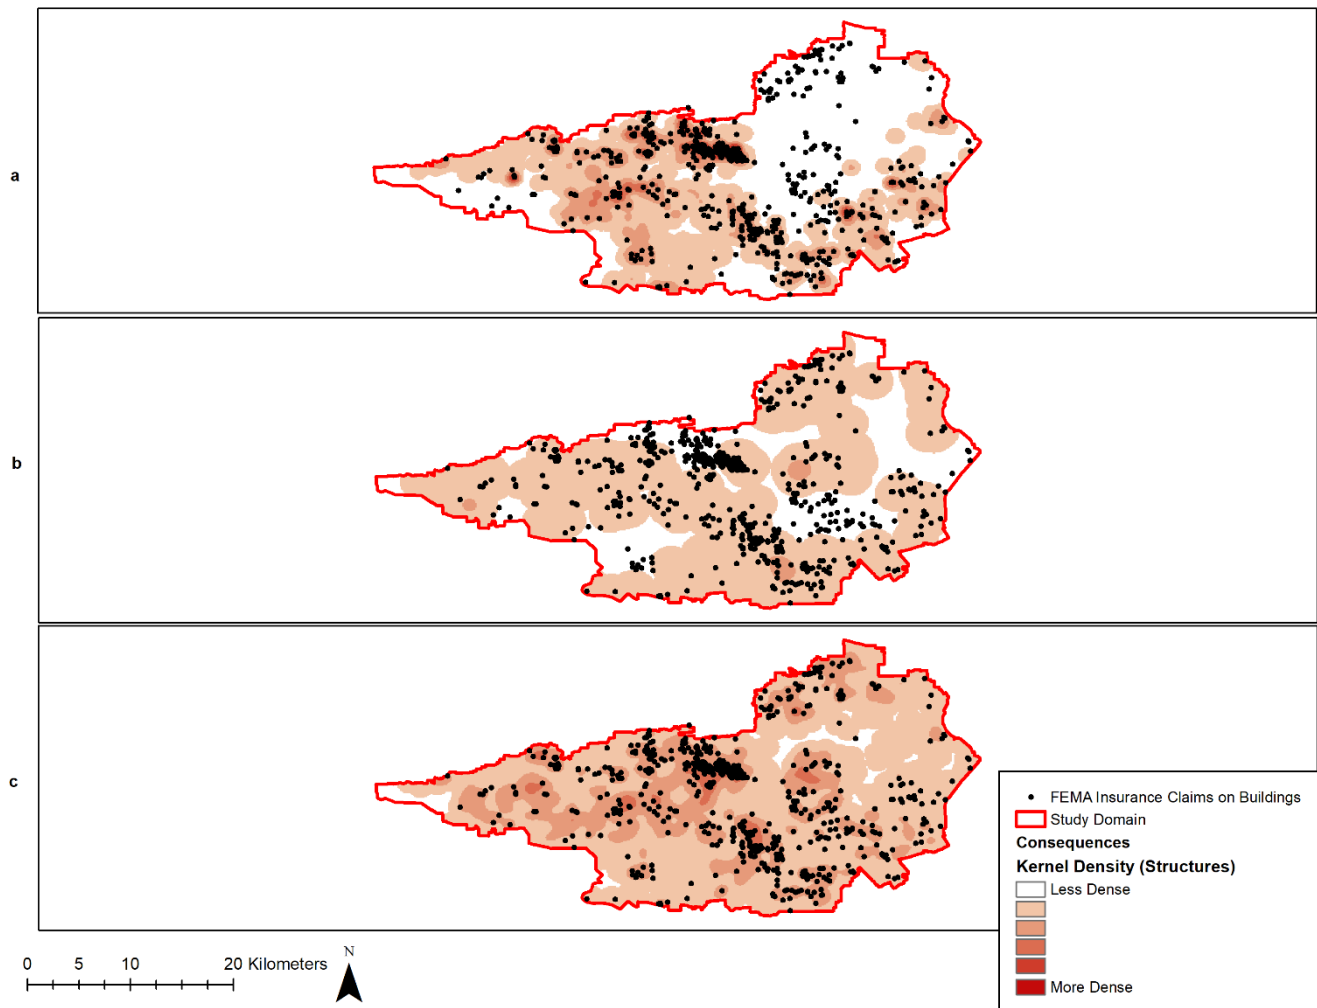 a
b
c
FEMA Insurance Claims on Buildings
Study Domain
Consequences
Kernel Density (Structures)
Less Dense
More Dense
0 5 10 20 Kilometers
N